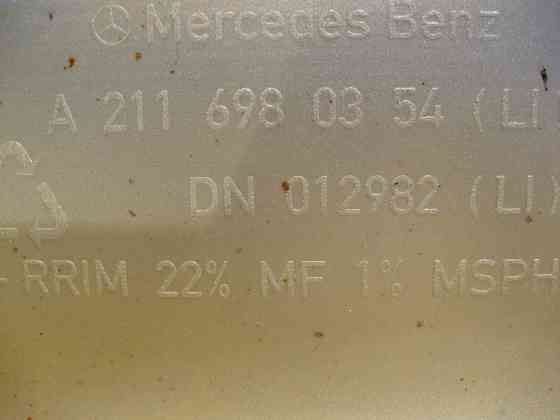 Mercedes Benz
A 211 698 03 54 (LI
DN 012982 (LI)
- RRIM 22% MF 1% MSPH